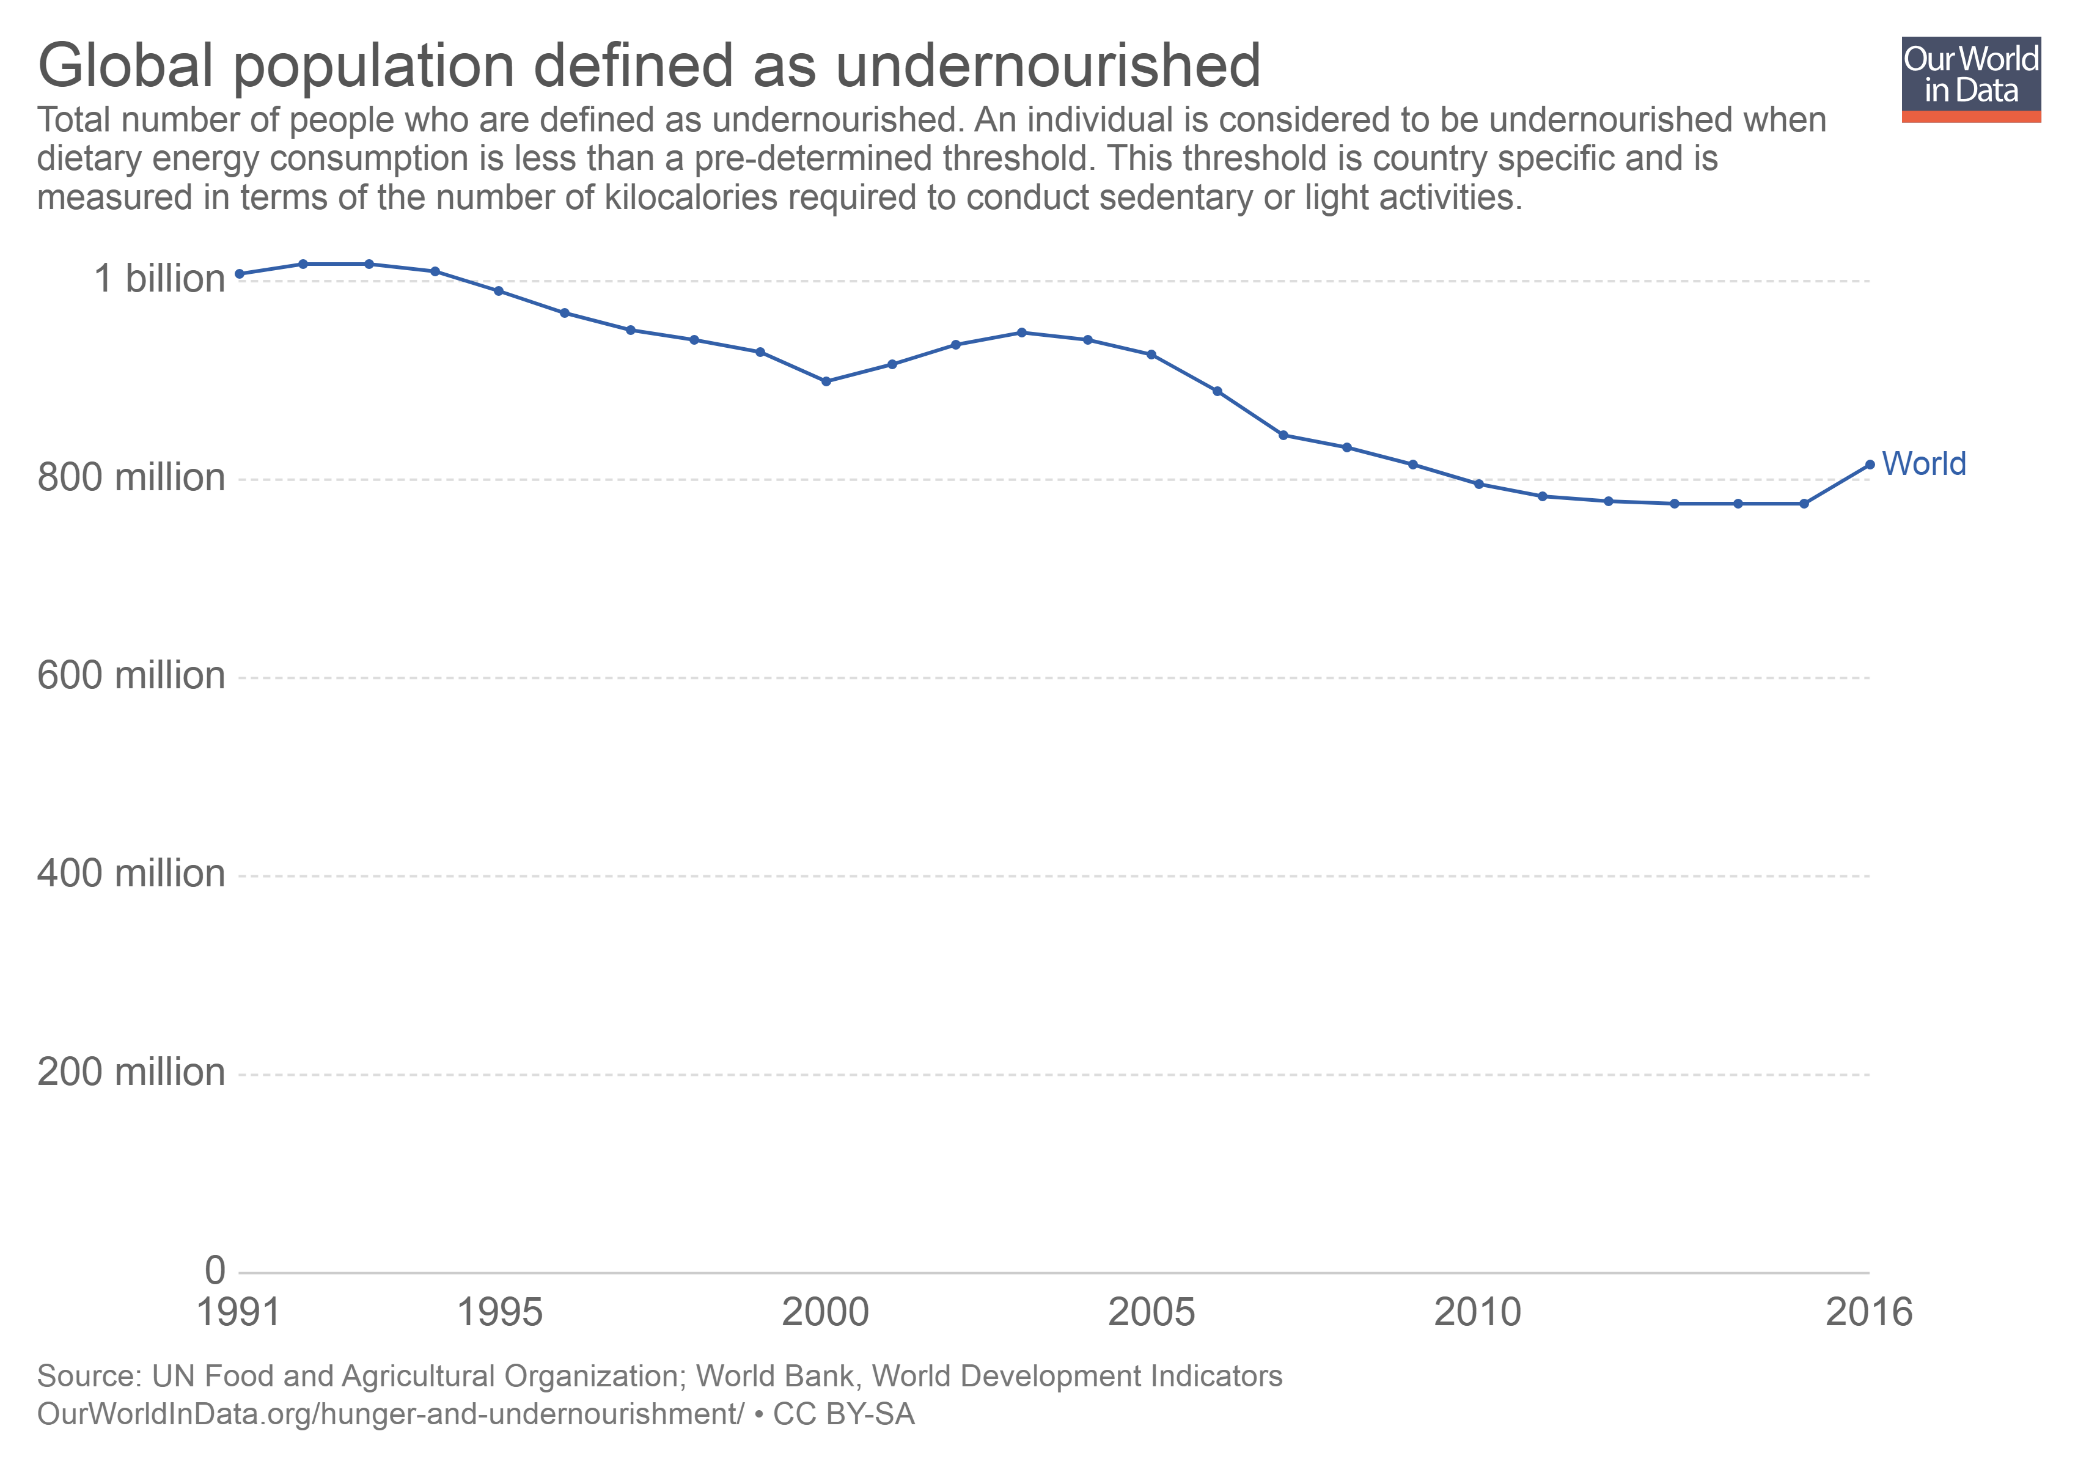 Global population defined as undernourished
Our World
in Data
Total number of people who are defined as undernourished. An individual is considered to be undernourished when
dietary energy consumption is less than a pre-determined threshold. This threshold is country specific and is
measured in terms of the number of kilocalories required to conduct sedentary or light activities.
1 billion
800 million
World
600 million
400 million
200 million
0
1991 1995 2000 2005 2010 2016
Source: UN Food and Agricultural Organization; World Bank, World Development Indicators
OurWorldInData.org/hunger-and-undernourishment/ • CC BY-SA